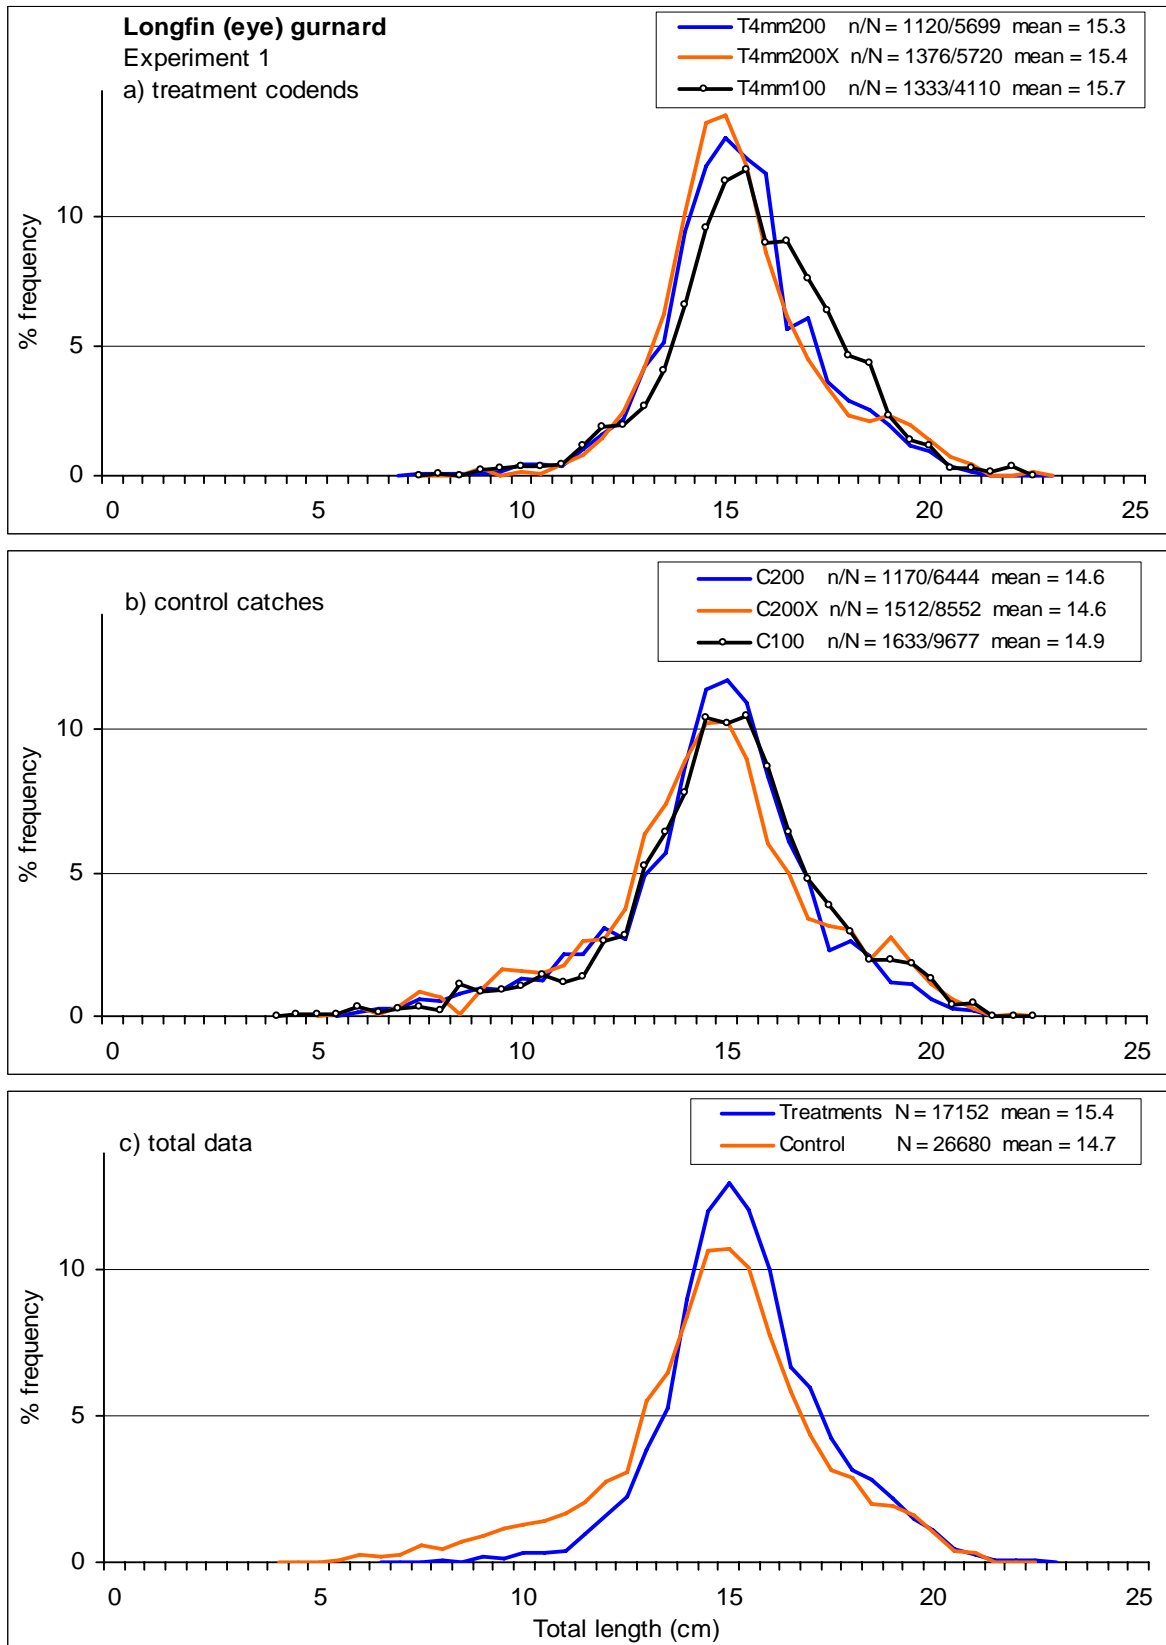 Longfin (eye) gurnard
Experiment 1
a) treatment codends
T4mm200 n/N = 1120/5699 mean = 15.3
T4mm200X n/N = 1376/5720 mean = 15.4
T4mm100 n/N = 1333/4110 mean = 15.7
% frequency
10
5
0
0 5 10 15 20 25
b) control catches
C200 n/N = 1170/6444 mean = 14.6
C200X n/N = 1512/8552 mean = 14.6
C100 n/N = 1633/9677 mean = 14.9
% frequency
10
5
0
0 5 10 15 20 25
c) total data
Treatments N = 17152 mean = 15.4
Control N = 26680 mean = 14.7
% frequency
10
5
0
0 5 10 15 20 25
Total length (cm)